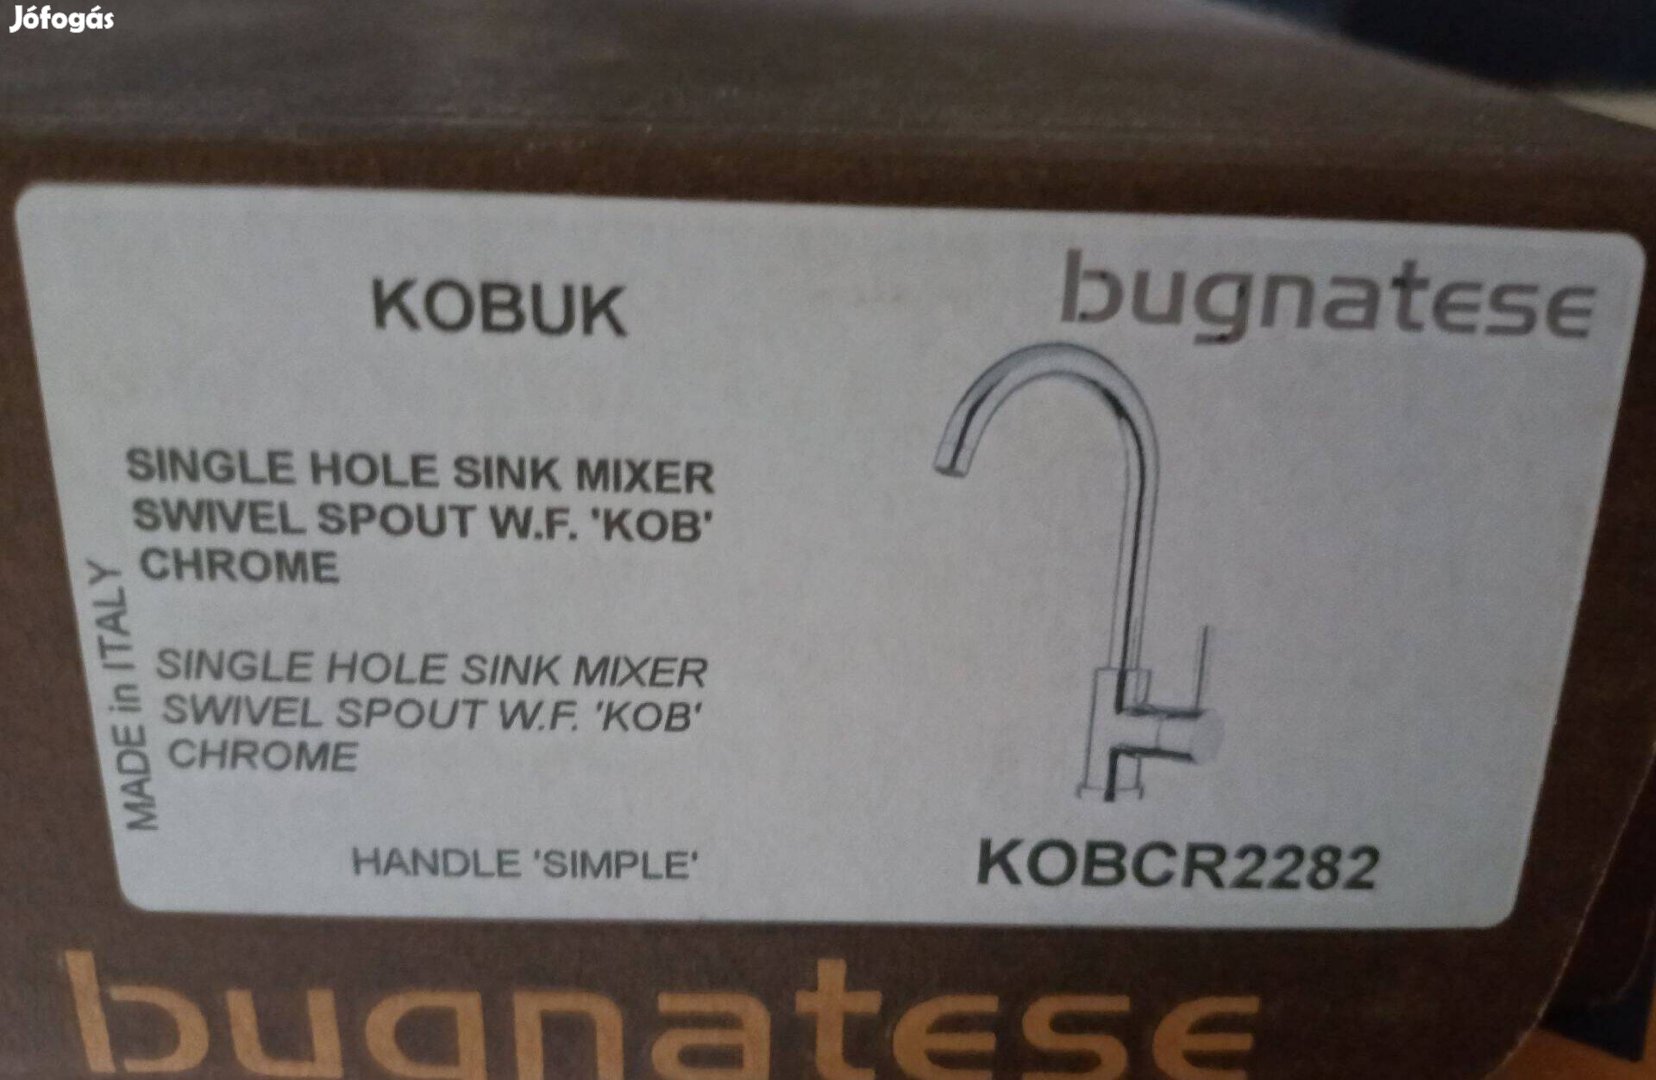 Jófogás
KOBUK
bugnatese
SINGLE HOLE SINK MIXER
SWIVEL SPOUT W.F. 'KOB'
CHROME
MADE in ITALY
SINGLE HOLE SINK MIXER
SWIVEL SPOUT W.F. 'KOB'
CHROME
HANDLE 'SIMPLE'
KOBCR2282
bugnatese